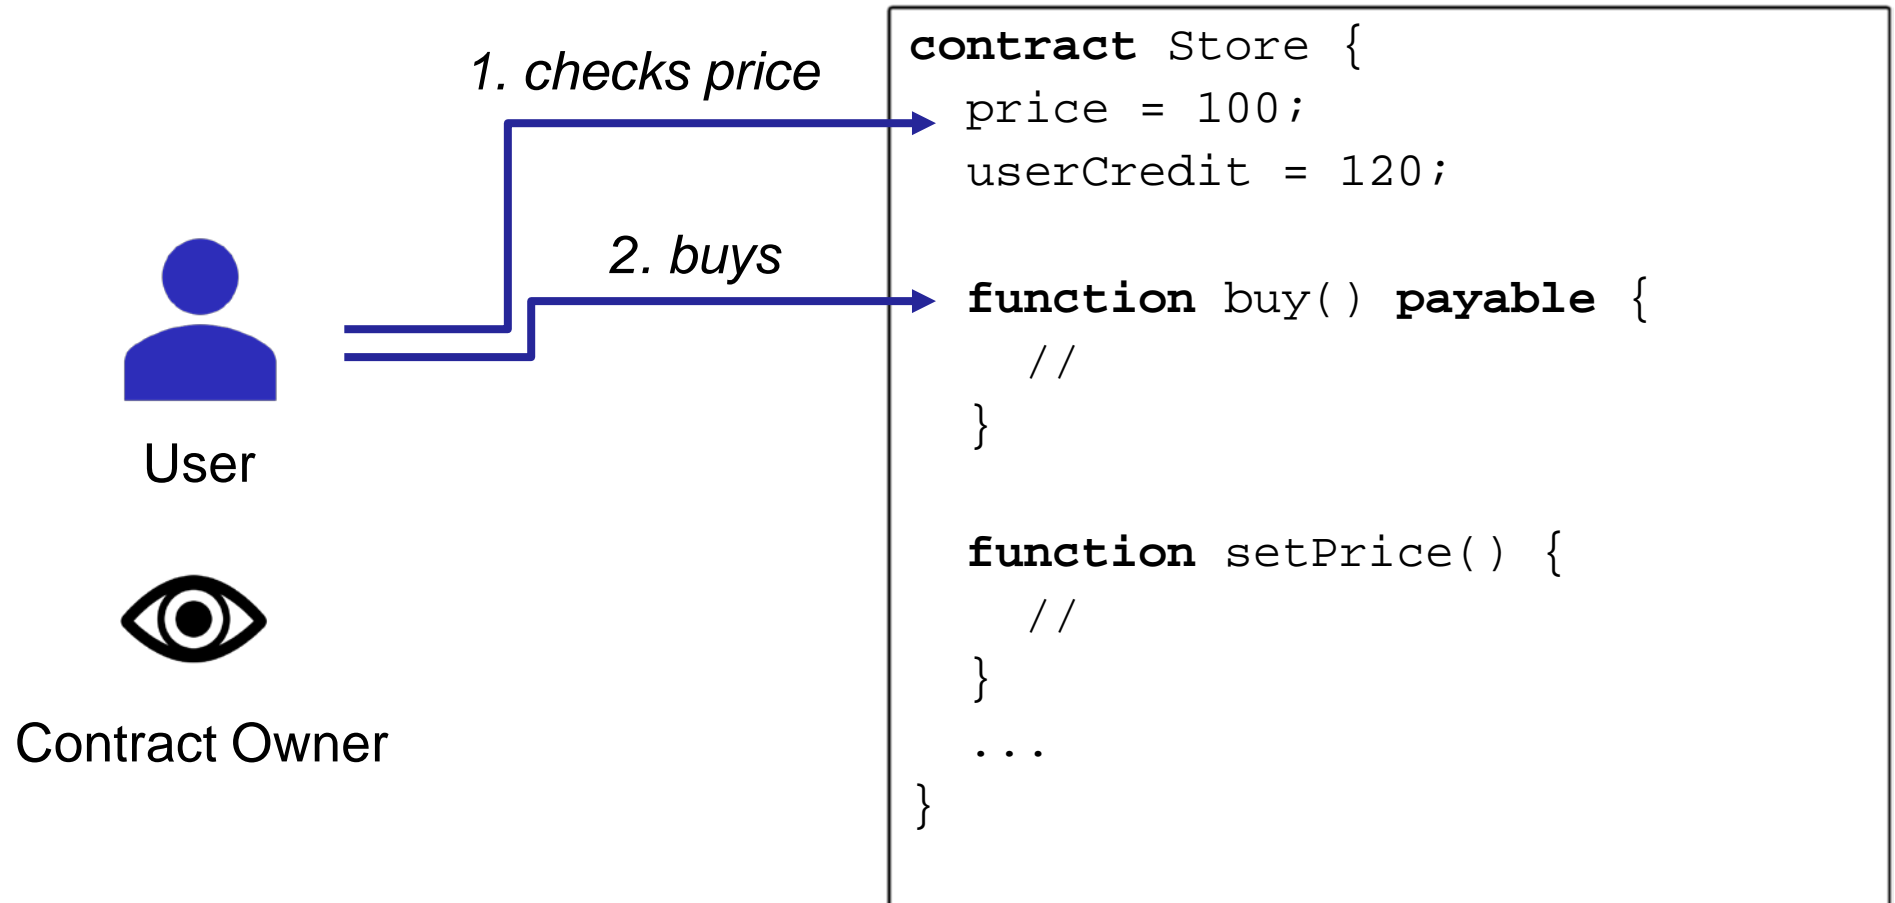 1. checks price
2. buys
User
Contract Owner
contract Store {
price = 100;
userCredit = 120;
function buy() payable {
//
}
function setPrice() {
//
}
...
}